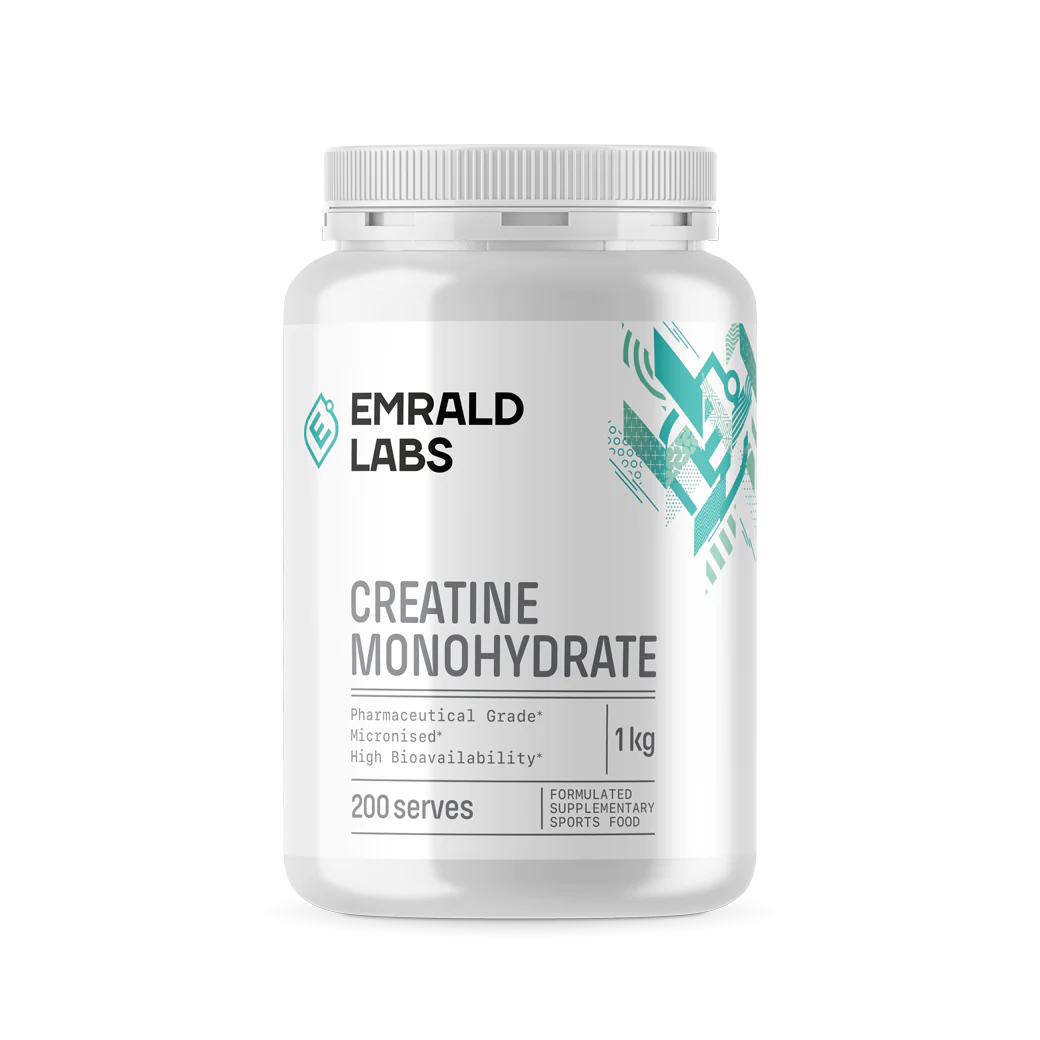 EMRALD
LABS
CREATINE
MONOHYDRATE
Pharmaceutical Grade*
Micronised*
High Bioavailability*
1kg
200 serves
FORMULATED
SUPPLEMENTARY
SPORTS FOOD